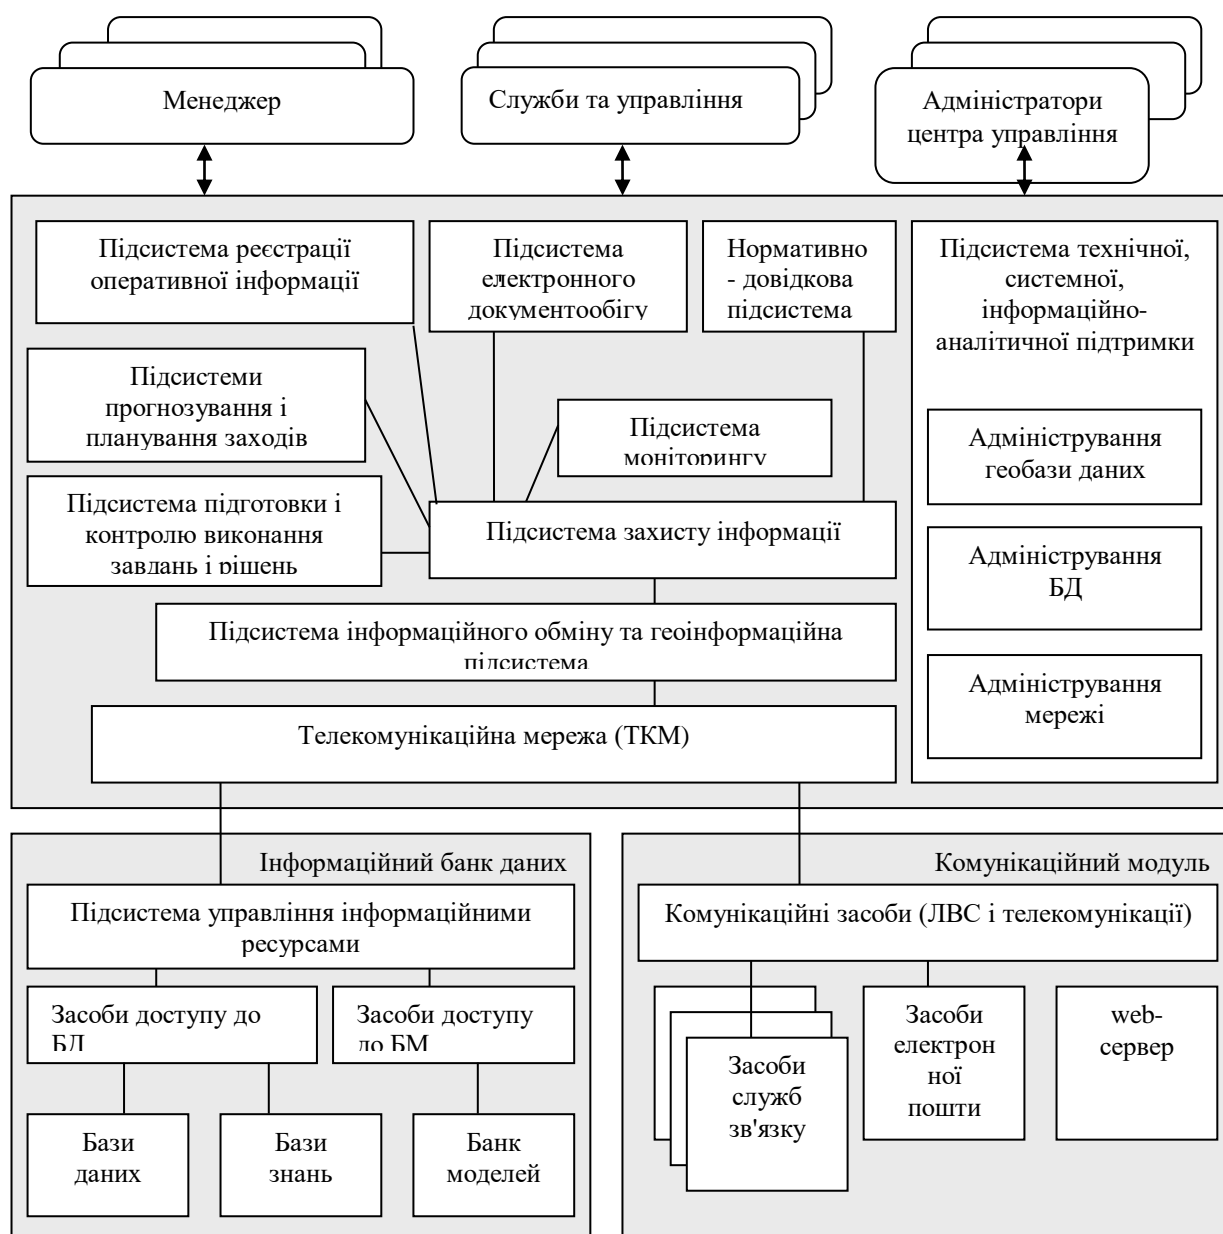 Менеджер
Служби та управління
Адміністратори
центра управління
Підсистема реєстрації
оперативної інформації
Підсистема
електронного
документообігу
Нормативно
- довідкова
підсистема
Підсистема технічної,
системної,
інформаційно-
аналітичної підтримки
Підсистеми
прогнозування і
планування заходів
Підсистема
моніторингу
Адміністрування
геобази даних
Підсистема підготовки і
контролю виконання
завдань і рішень
Підсистема захисту інформації
Адміністрування
БД
Підсистема інформаційного обміну та геоінформаційна
підсистема
Адміністрування
мережі
Телекомунікаційна мережа (ТКМ)
Інформаційний банк даних
Підсистема управління інформаційними
ресурсами
Засоби доступу до
БД
Засоби доступу
до БМ
Бази
даних
Бази
знань
Банк
моделей
Комунікаційний модуль
Комунікаційні засоби (ЛВС і телекомунікації)
Засоби
служб
зв'язку
Засоби
електрон
ної
пошти
web-
сервер